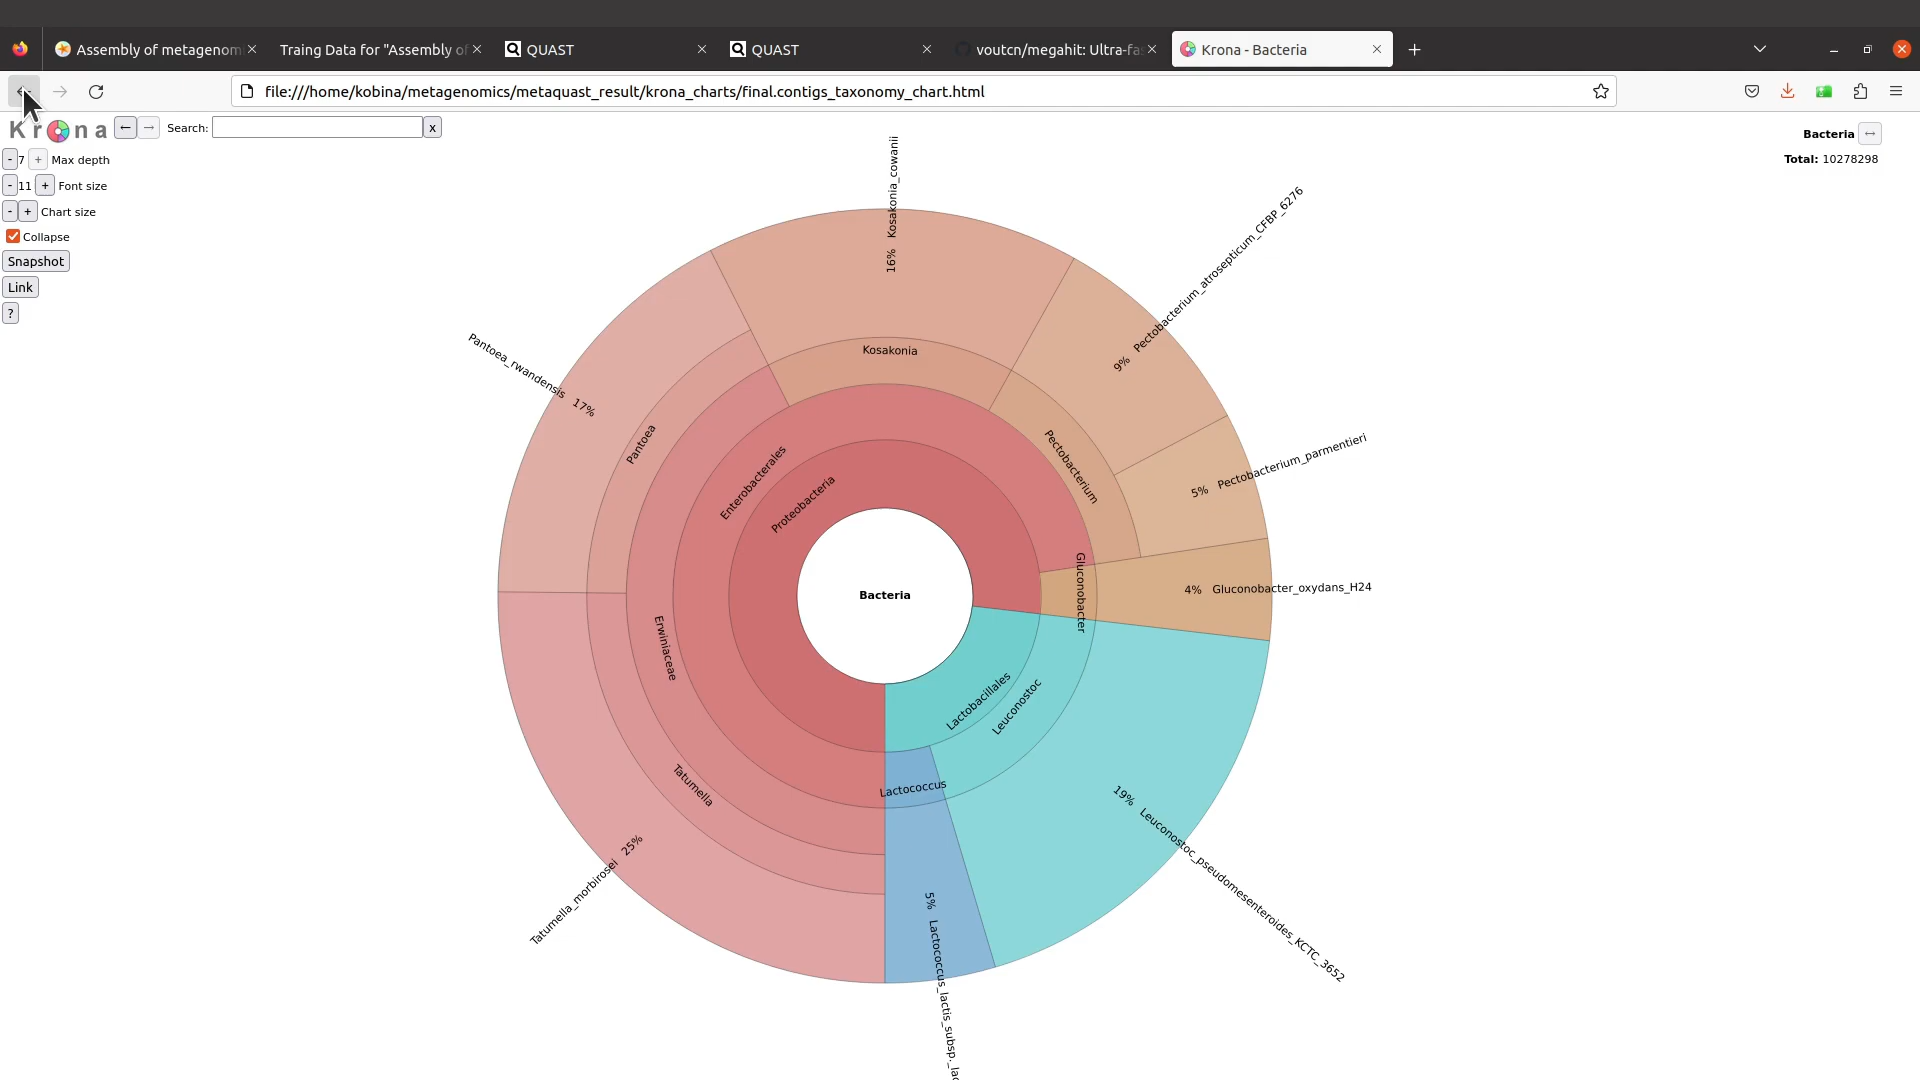 Assembly of metagenom
Traing Data for "Assembly of
QUAST
QUAST
voutcn/megahit: Ultra-fa
Krona - Bacteria
file:///home/kobina/metagenomics/metaquast_result/krona_charts/final.contigs_taxonomy_chart.html
Krona ← → Search: x
- 7 + Max depth
- 11 + Font size
- + Chart size
Collapse
Snapshot
Link
?
Bacteria ↔
Total: 10278298
16% Kosakonia_cowanii
9% Pectobacterium_atrosepticum_CFBP_6276
Pantoea_rwandensis 17%
Kosakonia
Pantoea
Pectobacterium
5% Pectobacterium_parmentieri
Enterobacterales
Proteobacteria
Bacteria
Gluconobacter
4% Gluconobacter_oxydans_H24
Erwiniaceae
Lactobacillales
Leuconostoc
Tatumella
Lactococcus
19% Leuconostoc_pseudomesenteroides_KCTC_3652
Tatumella_morbirosei 25%
5% Lactococcus_lactis_subsp._lac